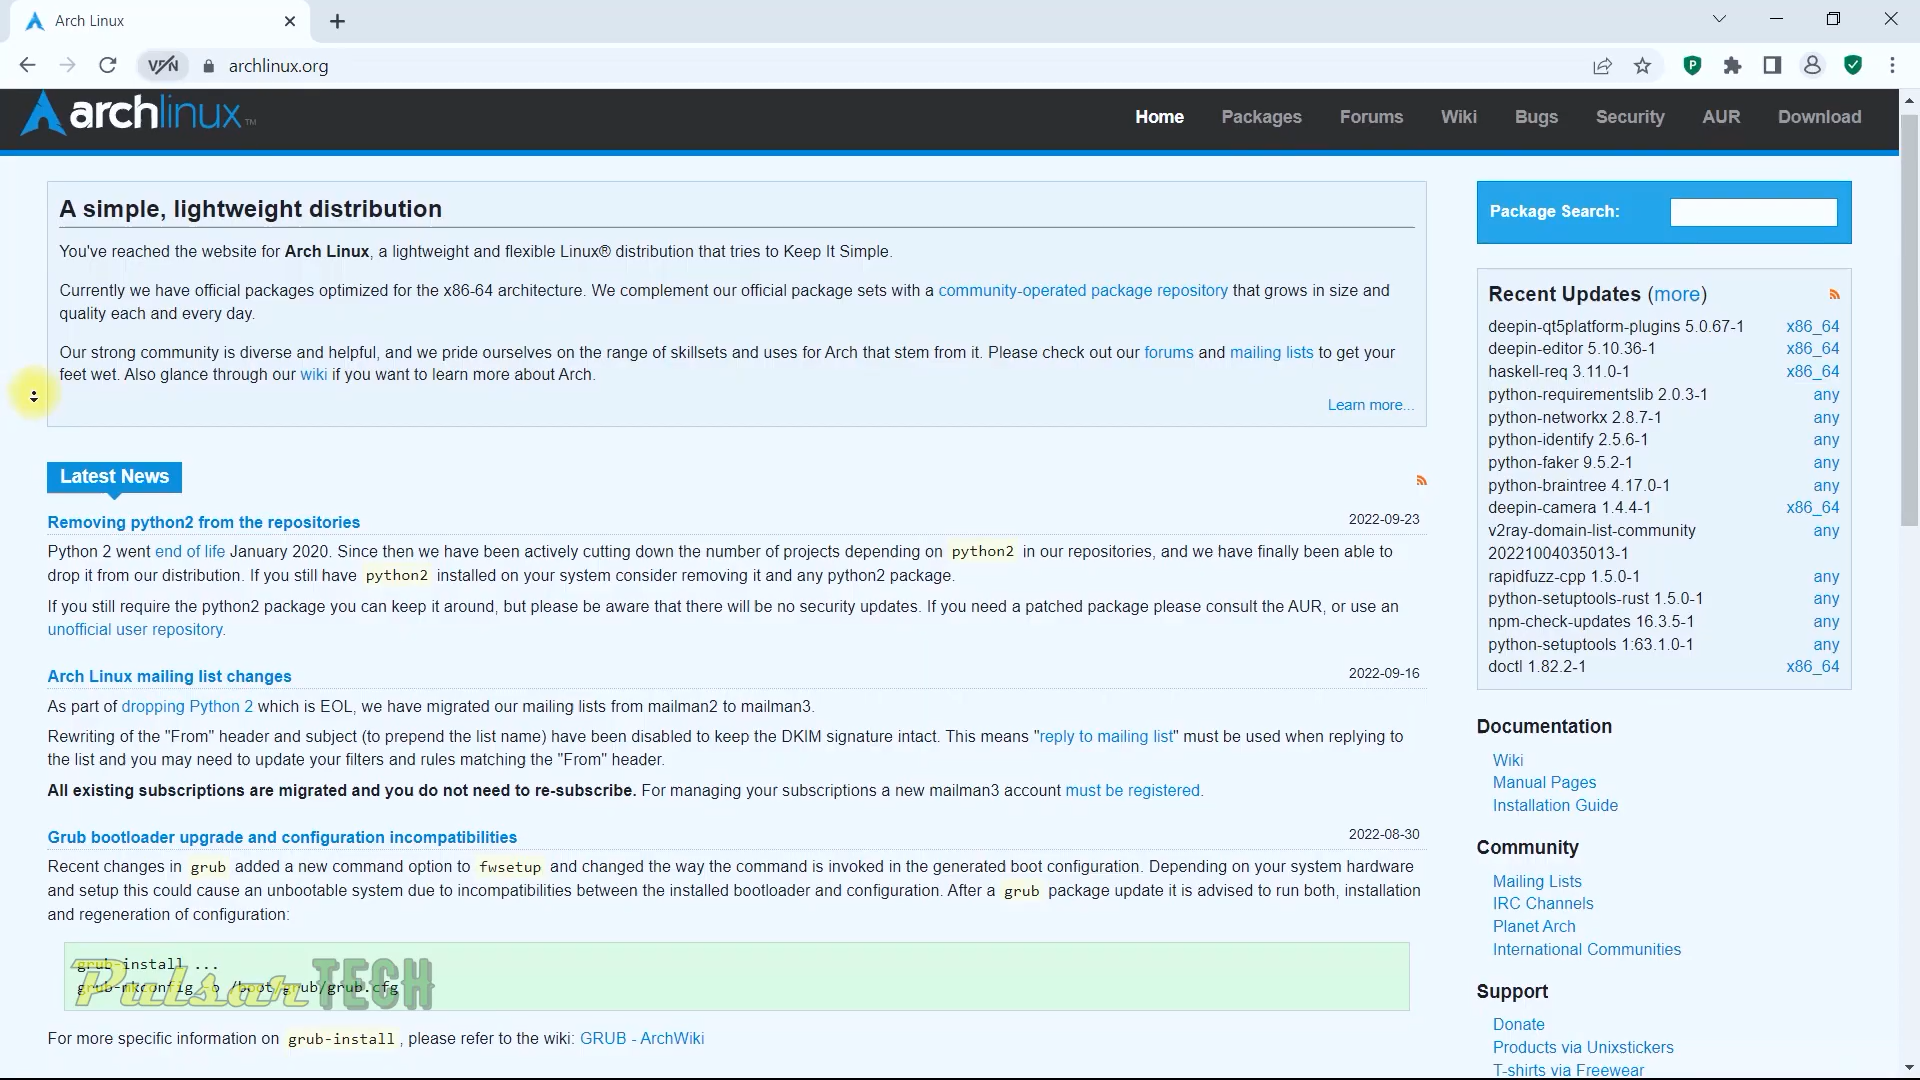 Arch Linux
VPN archlinux.org
archlinux™
Home Packages Forums Wiki Bugs Security AUR Download
A simple, lightweight distribution
You've reached the website for Arch Linux, a lightweight and flexible Linux® distribution that tries to Keep It Simple.
Currently we have official packages optimized for the x86-64 architecture. We complement our official package sets with a community-operated package repository that grows in size and
quality each and every day.
Our strong community is diverse and helpful, and we pride ourselves on the range of skillsets and uses for Arch that stem from it. Please check out our forums and mailing lists to get your
feet wet. Also glance through our wiki if you want to learn more about Arch.
Learn more...
Latest News
Removing python2 from the repositories 2022-09-23
Python 2 went end of life January 2020. Since then we have been actively cutting down the number of projects depending on python2 in our repositories, and we have finally been able to
drop it from our distribution. If you still have python2 installed on your system consider removing it and any python2 package.
If you still require the python2 package you can keep it around, but please be aware that there will be no security updates. If you need a patched package please consult the AUR, or use an
unofficial user repository.
Arch Linux mailing list changes 2022-09-16
As part of dropping Python 2 which is EOL, we have migrated our mailing lists from mailman2 to mailman3.
Rewriting of the "From" header and subject (to prepend the list name) have been disabled to keep the DKIM signature intact. This means "reply to mailing list" must be used when replying to
the list and you may need to update your filters and rules matching the "From" header.
All existing subscriptions are migrated and you do not need to re-subscribe. For managing your subscriptions a new mailman3 account must be registered.
Grub bootloader upgrade and configuration incompatibilities 2022-08-30
Recent changes in grub added a new command option to fwsetup and changed the way the command is invoked in the generated boot configuration. Depending on your system hardware
and setup this could cause an unbootable system due to incompatibilities between the installed bootloader and configuration. After a grub package update it is advised to run both, installation
and regeneration of configuration:
grub-install ...
grub-mkconfig -o /boot/grub/grub.cfg
PulsarTECH
For more specific information on grub-install, please refer to the wiki: GRUB - ArchWiki
Package Search:
Recent Updates (more)
deepin-qt5platform-plugins 5.0.67-1 x86_64
deepin-editor 5.10.36-1 x86_64
haskell-req 3.11.0-1 x86_64
python-requirementslib 2.0.3-1 any
python-networkx 2.8.7-1 any
python-identify 2.5.6-1 any
python-faker 9.5.2-1 any
python-braintree 4.17.0-1 any
deepin-camera 1.4.4-1 x86_64
v2ray-domain-list-community any
20221004035013-1
rapidfuzz-cpp 1.5.0-1 any
python-setuptools-rust 1.5.0-1 any
npm-check-updates 16.3.5-1 any
python-setuptools 1:63.1.0-1 any
doctl 1.82.2-1 x86_64
Documentation
Wiki
Manual Pages
Installation Guide
Community
Mailing Lists
IRC Channels
Planet Arch
International Communities
Support
Donate
Products via Unixstickers
T-shirts via Freewear